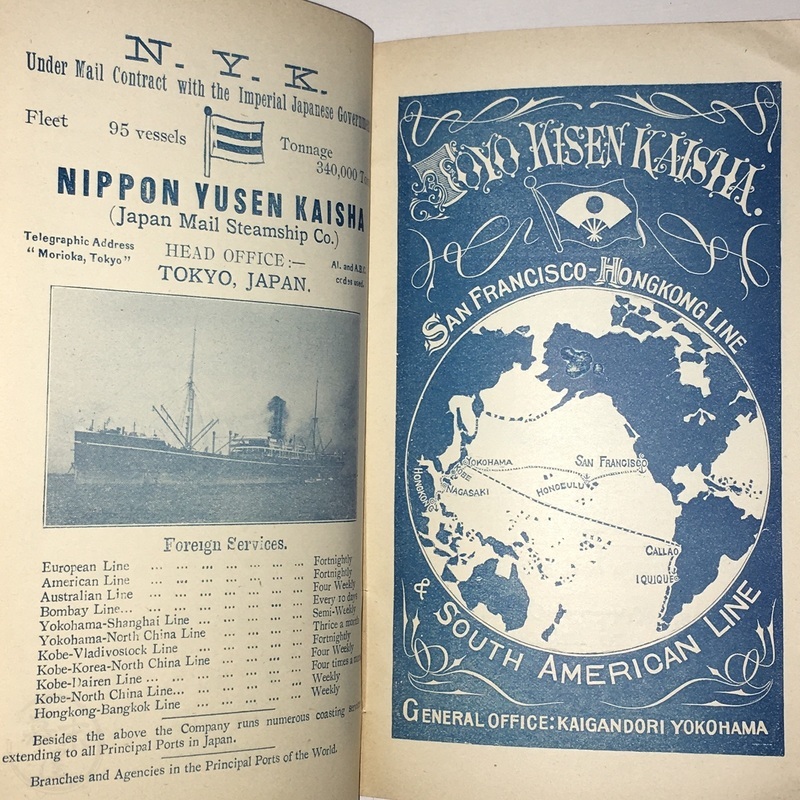 N. Y. K.
Under Mail Contract with the Imperial Japanese
Fleet 95 vessels Tonnage
340,000
NIPPON YUSEN KAISHA
(Japan Mail Steamship Co.)
Telegraphic Address
"Morioka, Tokyo"
HEAD OFFICE:—
TOKYO, JAPAN.
A1. and A.B.C.
codes used.
Foreign Services.
European Line ... ... ... ... ... ... Fortnightly
American Line ... ... ... ... ... ... Fortnightly
Australian Line ... ... ... ... ... ... Four Weekly
Bombay Line... ... ... ... ... ... ... Every 10 days
Yokohama-Shanghai Line ... ... ... ... Semi-Weekly
Yokohama-North China Line ... ... ... ... Thrice a month
Kobe-Vladivostock Line ... ... ... ... Fortnightly
Kobe-Korea-North China Line ... ... ... Four Weekly
Kobe-Dairen Line ... ... ... ... ... Four times a
Kobe-North China Line... ... ... ... ... Weekly
Hongkong-Bangkok Line ... ... ... ... Weekly
Besides the above the Company runs numerous coasting
extending to all Principal Ports in Japan.
Branches and Agencies in the Principal Ports of the World.
TOYO KISEN KAISHA.
SAN FRANCISCO-HONGKONG LINE
YOKOHAMA
SAN FRANCISCO
KOBE
NAGASAKI
HONGKONG
HONOLULU
CALLAO
IQUIQUE
& SOUTH AMERICAN LINE
GENERAL OFFICE: KAIGANDORI YOKOHAMA